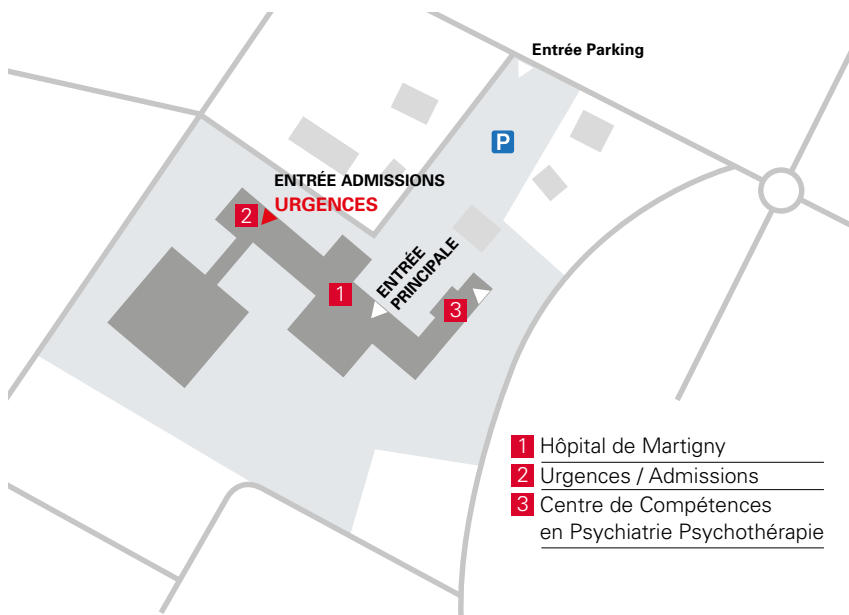 Entrée Parking
P
ENTRÉE ADMISSIONS
URGENCES
2
ENTRÉE
PRINCIPALE
1
3
1 Hôpital de Martigny
2 Urgences / Admissions
3 Centre de Compétences
en Psychiatrie Psychothérapie